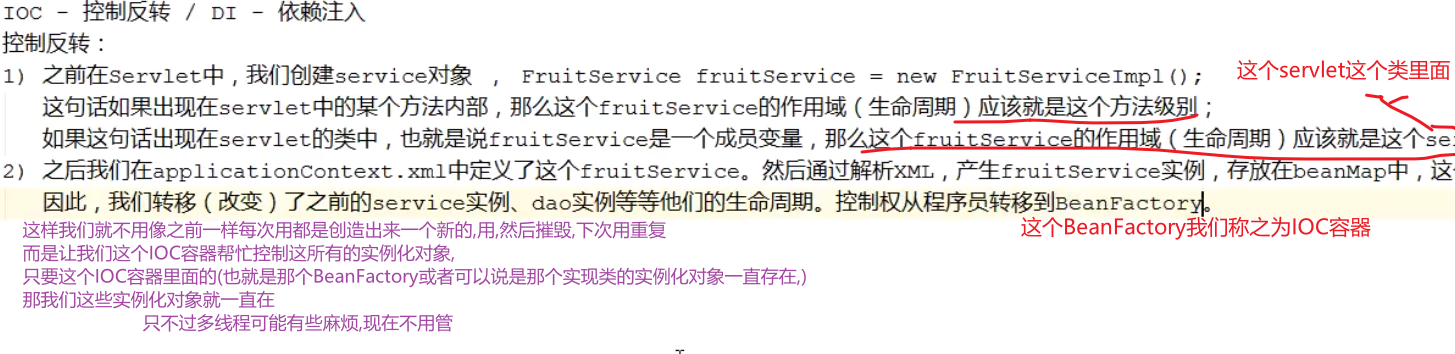 IOC - 控制反转 / DI - 依赖注入
控制反转：
1) 之前在Servlet中，我们创建service对象 ， FruitService fruitService = new FruitServiceImpl();
这个servlet这个类里面
这句话如果出现在servlet中的某个方法内部，那么这个fruitService的作用域（生命周期）应该就是这个方法级别；
如果这句话出现在servlet的类中，也就是说fruitService是一个成员变量，那么这个fruitService的作用域（生命周期）应该就是这个ser
2) 之后我们在applicationContext.xml中定义了这个fruitService。然后通过解析XML，产生fruitService实例，存放在beanMap中，这
因此，我们转移（改变）了之前的service实例、dao实例等等他们的生命周期。控制权从程序员转移到BeanFactory。
这个BeanFactory我们称之为IOC容器
这样我们就不用像之前一样每次用都是创造出来一个新的,用,然后摧毁,下次用重复
而是让我们这个IOC容器帮忙控制这所有的实例化对象,
只要这个IOC容器里面的(也就是那个BeanFactory或者可以说是那个实现类的实例化对象一直存在,)
那我们这些实例化对象就一直在
只不过多线程可能有些麻烦,现在不用管